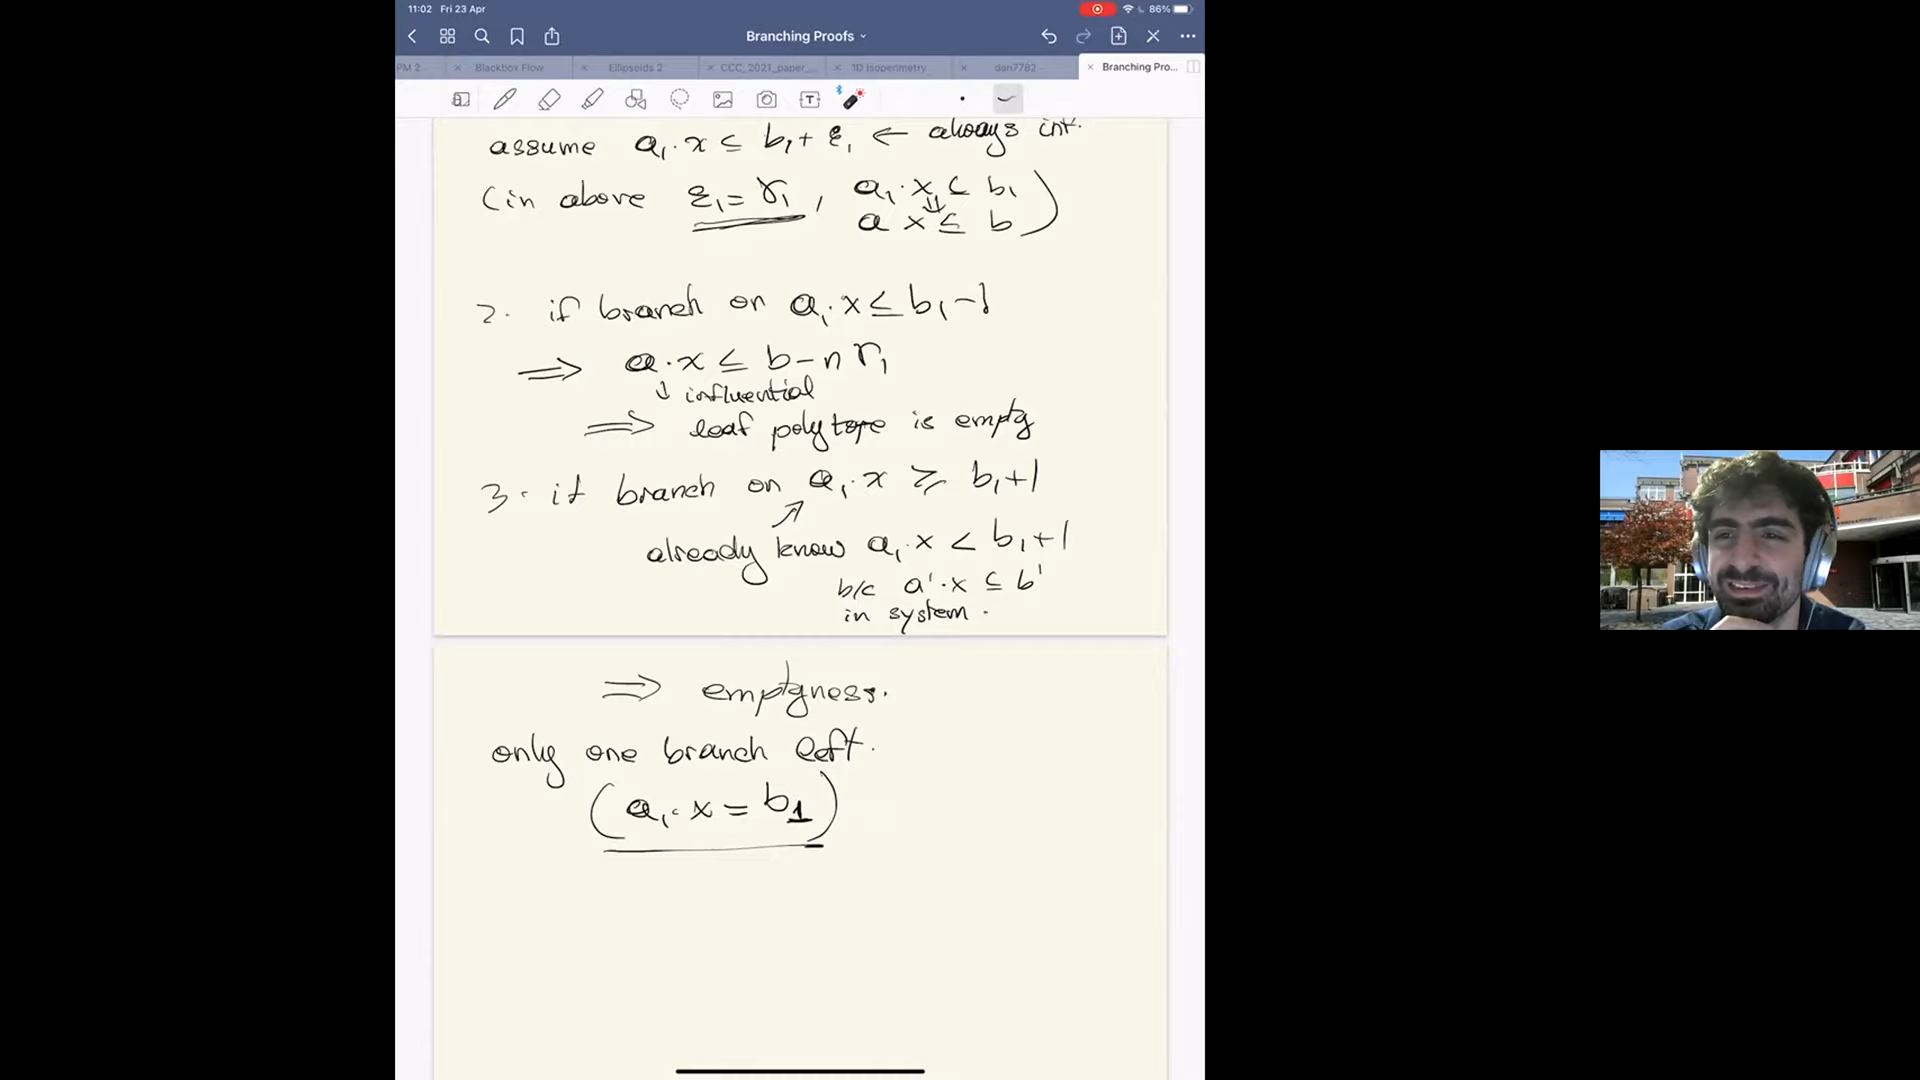 11:02 Fri 23 Apr
86%
Branching Proofs
PM 2...
Blackbox Flow
Ellipsoids 2
CCC_2021_paper_...
1D Isoperimetry
dan7782
Branching Pro...
T
assume a₁·x ≤ b₁ + ε₁ ← always int.
(in above ε₁ = γ₁, a₁·x ≤ b₁
⇓
a x ≤ b)
2. if branch on a₁·x ≤ b₁-1
⇒ a·x ≤ b - n γ₁
↓ influential
⇒ leaf polytope is empty
3. if branch on a₁·x ≥ b₁+1
already know a₁·x < b₁+1
b/c a'·x ≤ b'
in system.
⇒ emptyness.
only one branch left.
(a₁·x = b₁)